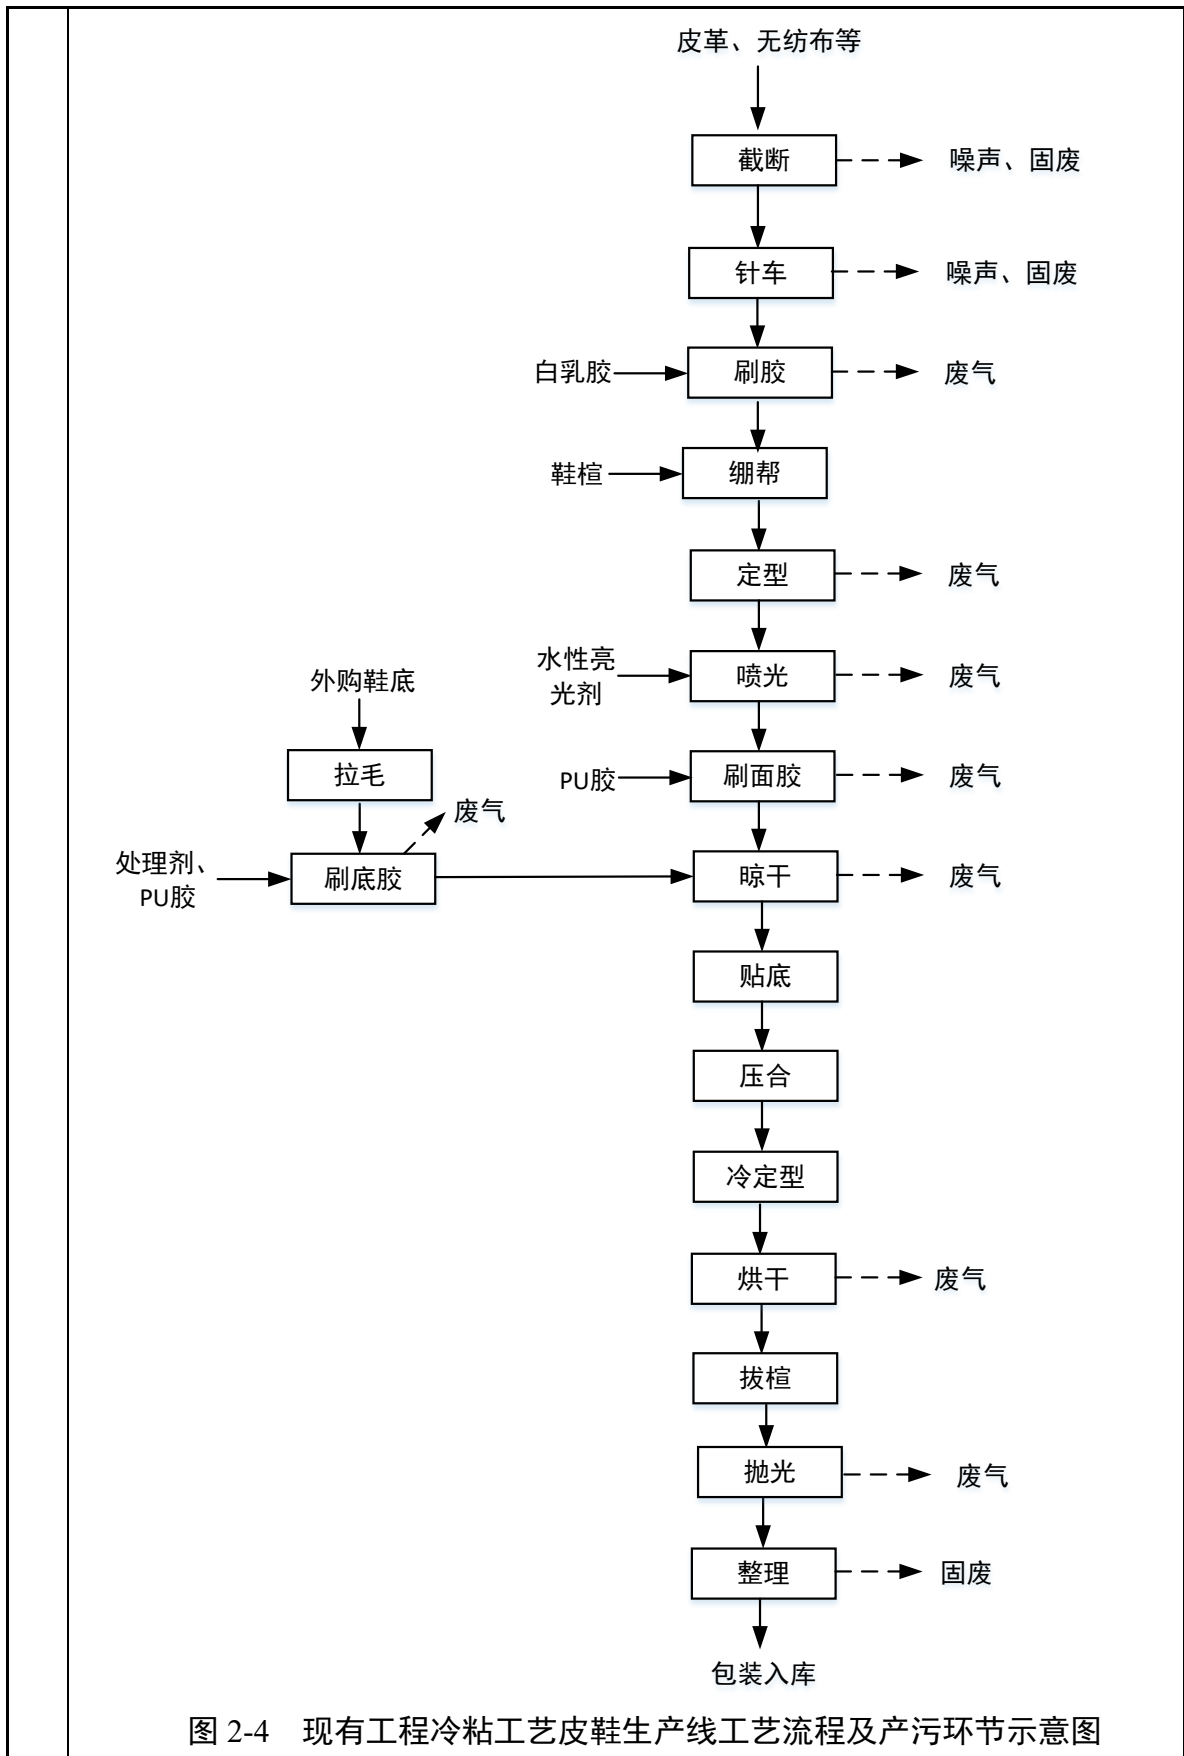 皮革、无纺布等
截断
噪声、固废
针车
噪声、固废
白乳胶
刷胶
废气
鞋楦
绷帮
定型
废气
水性亮
光剂
喷光
废气
外购鞋底
拉毛
PU胶
刷面胶
废气
废气
处理剂、
PU胶
刷底胶
晾干
废气
贴底
压合
冷定型
烘干
废气
拔楦
抛光
废气
整理
固废
包装入库
图 2-4 现有工程冷粘工艺皮鞋生产线工艺流程及产污环节示意图